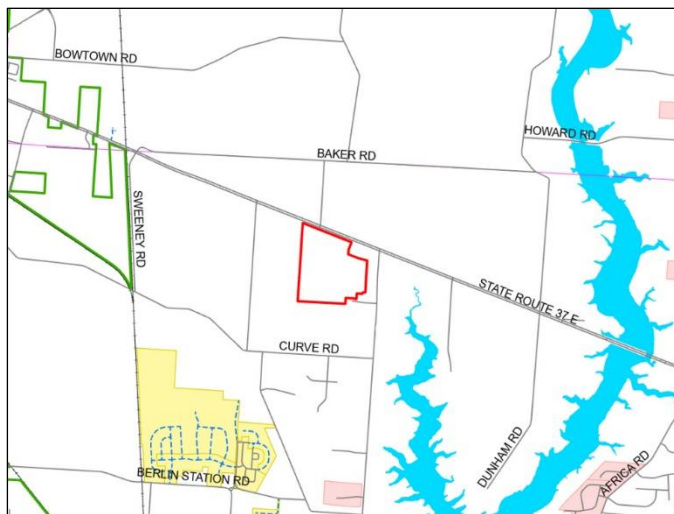 BOWTOWN RD
HOWARD RD
BAKER RD
SWEENEY RD
STATE ROUTE 37 E
CURVE RD
DUNHAM RD
AFRICA RD
BERLIN STATION RD